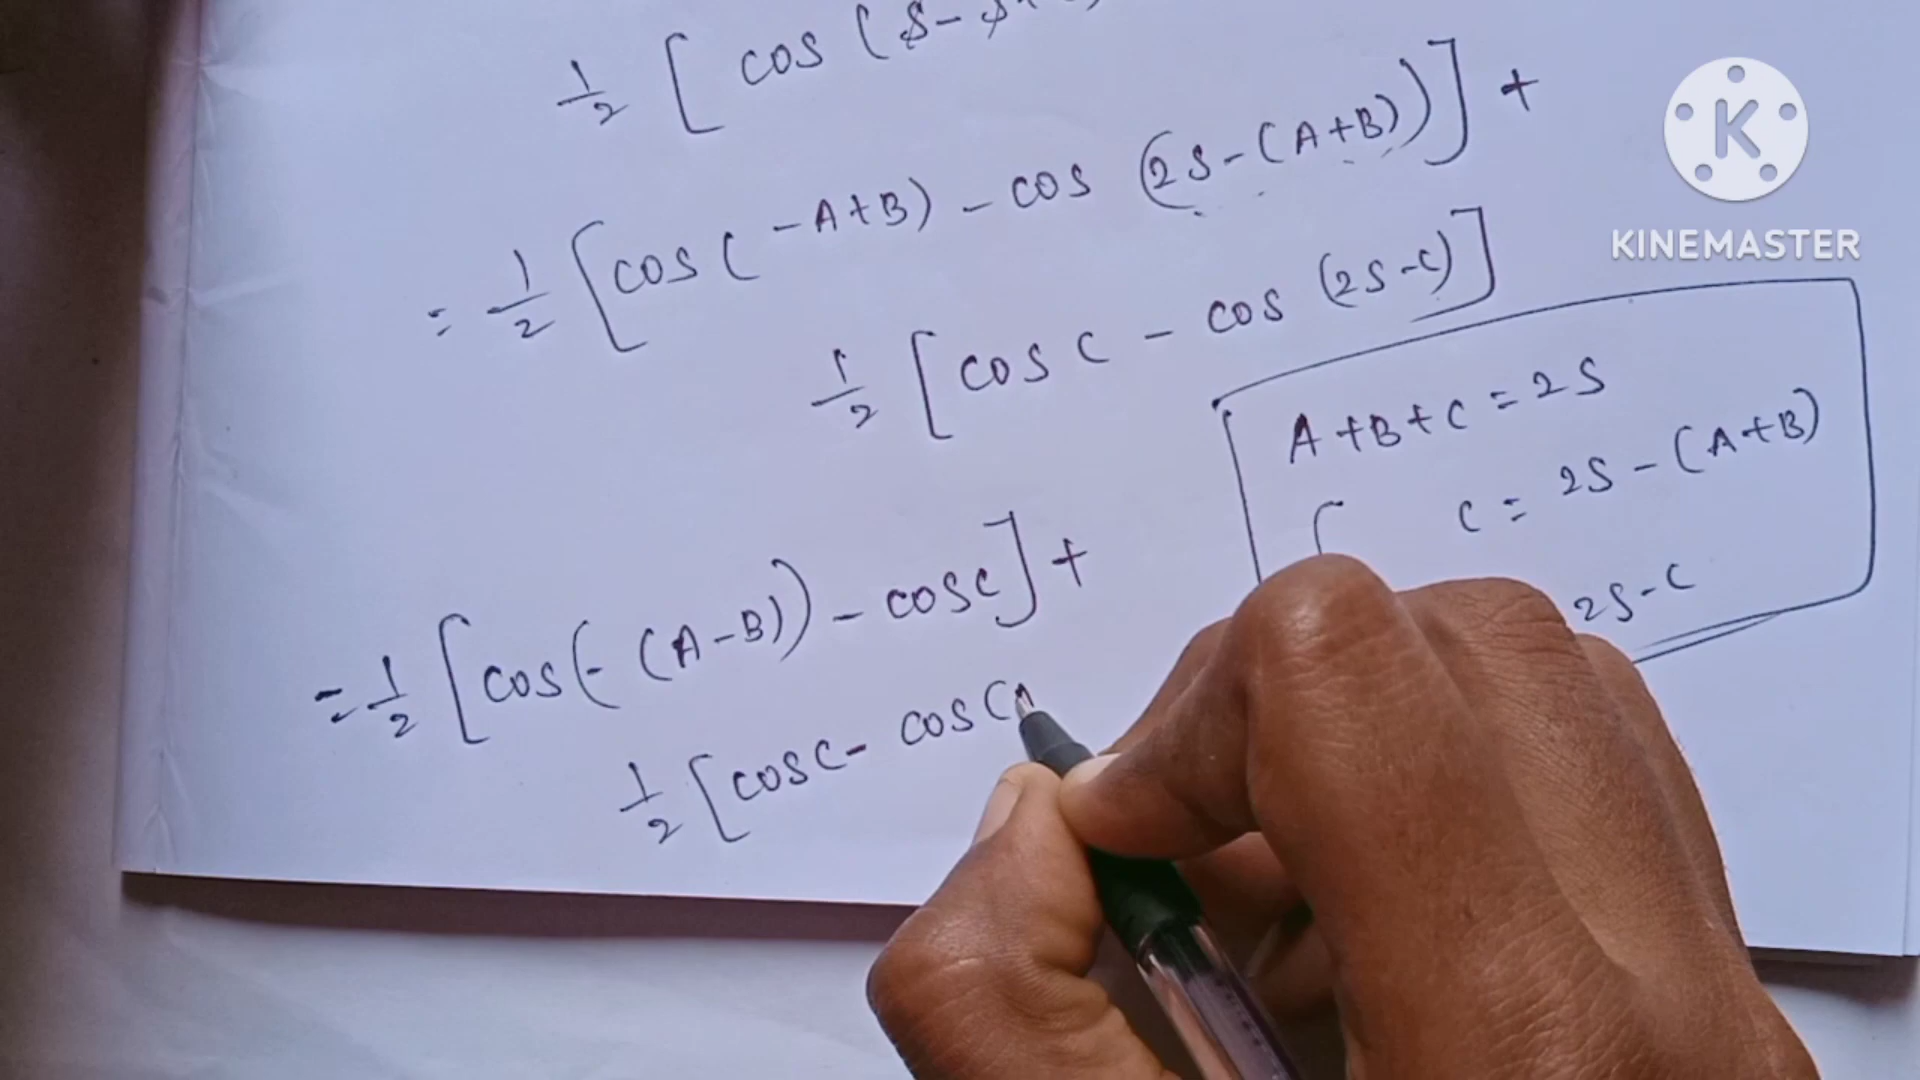 1/2 [ cos (S-
= 1/2 [cos (-A+B) - cos (2S-(A+B))] +
1/2 [cos C - cos (2S-C)]
A+B+C = 2S
C = 2S - (A+B)
2S-C
= 1/2 [cos(-(A-B)) - cosC] +
1/2 [cosC - cos(
KINEMASTER